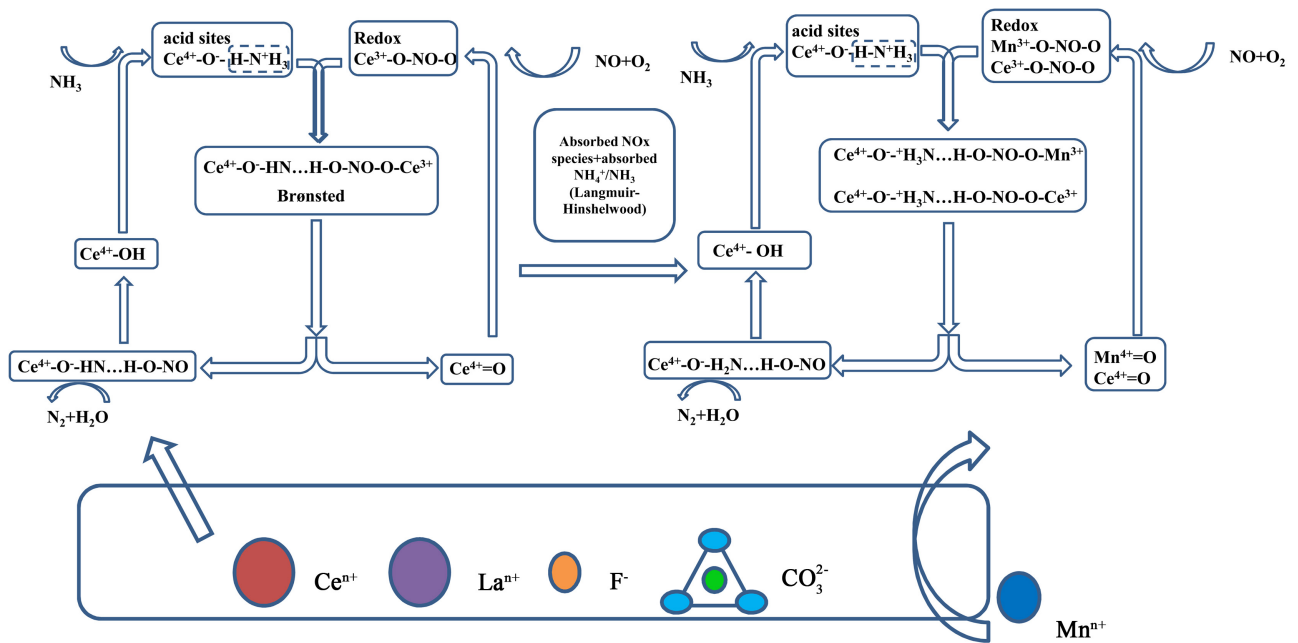 acid sites
Ce⁴⁺-O⁻- H-N⁺H₃
Redox
Ce³⁺-O-NO-O
NH₃
NO+O₂
Ce⁴⁺-O⁻-HN...H-O-NO-O-Ce³⁺
Brønsted
Ce⁴⁺-OH
Ce⁴⁺-O⁻-HN...H-O-NO
Ce⁴⁺=O
N₂+H₂O
Absorbed NOx
species+absorbed
NH₄⁺/NH₃
(Langmuir-
Hinshelwood)
acid sites
Ce⁴⁺-O⁻-H-N⁺H₃
Redox
Mn³⁺-O-NO-O
Ce³⁺-O-NO-O
NH₃
NO+O₂
Ce⁴⁺-O⁻-⁺H₃N...H-O-NO-O-Mn³⁺
Ce⁴⁺-O⁻-⁺H₃N...H-O-NO-O-Ce³⁺
Ce⁴⁺- OH
Ce⁴⁺-O⁻-H₂N...H-O-NO
Mn⁴⁺=O
Ce⁴⁺=O
N₂+H₂O
Ceⁿ⁺
Laⁿ⁺
F⁻
CO₃²⁻
Mnⁿ⁺